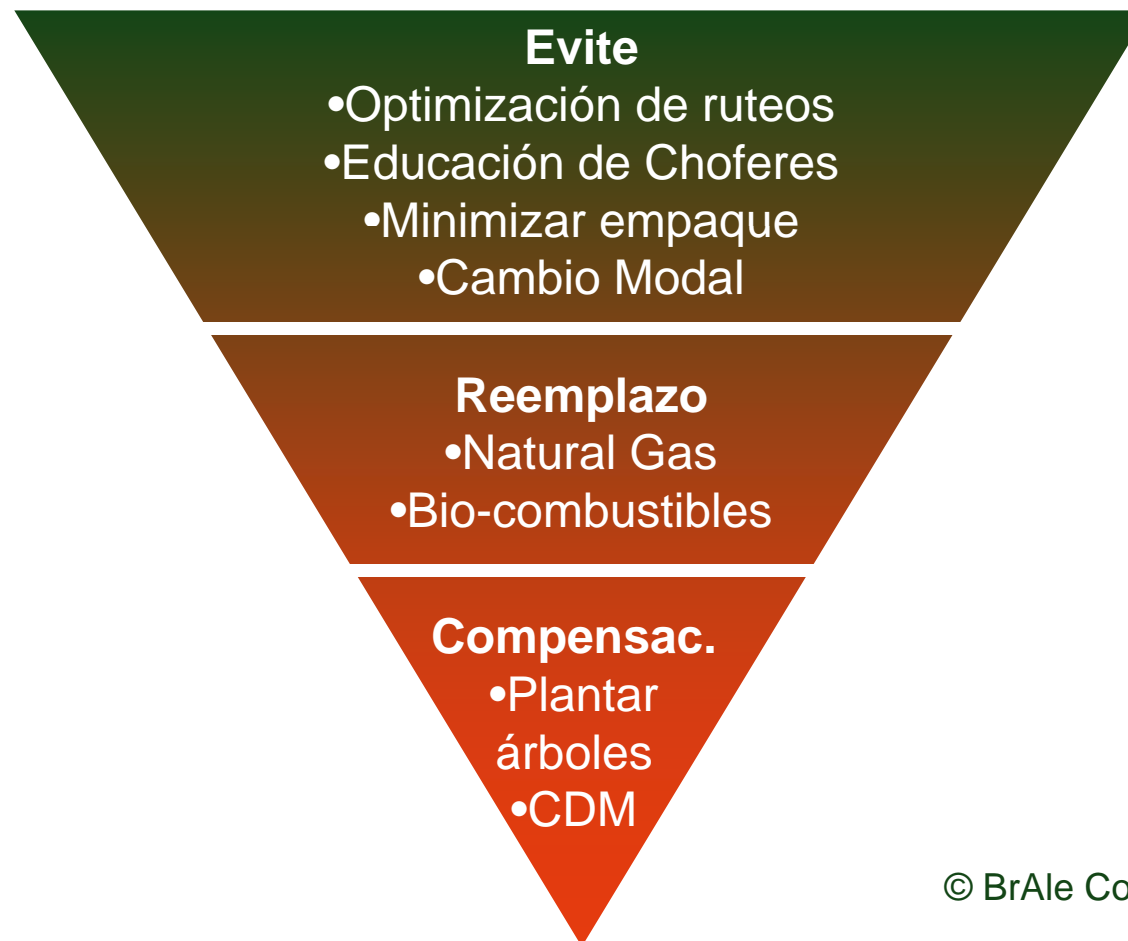 Evite
•Optimización de ruteos
•Educación de Choferes
•Minimizar empaque
•Cambio Modal
Reemplazo
•Natural Gas
•Bio-combustibles
Compensac.
•Plantar
árboles
•CDM
© BrAle Co